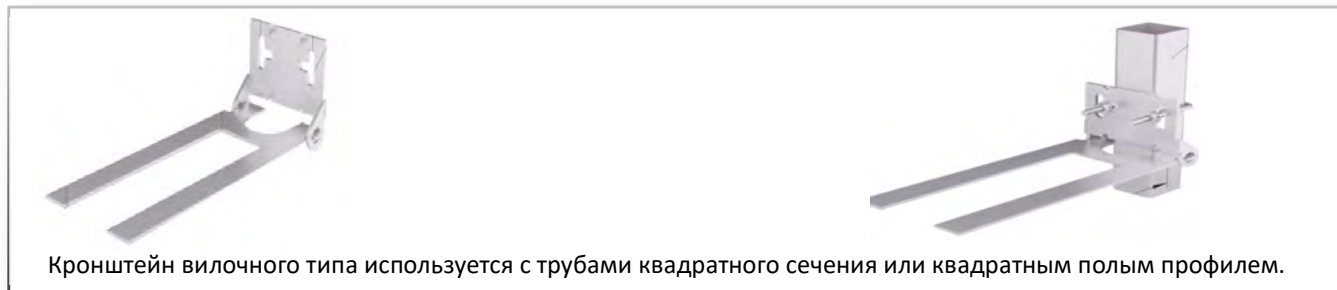 Кронштейн вилочного типа используется с трубами квадратного сечения или квадратным полым профилем.